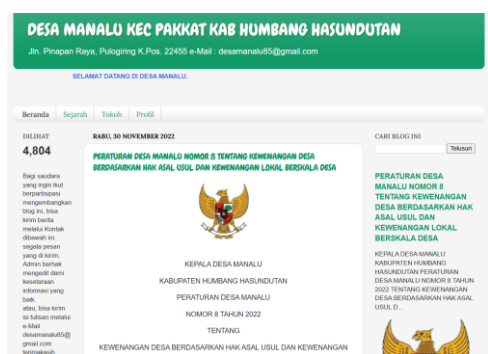 DESA MANALU KEC PAKKAT KAB HUMBANG HASUNDUTAN
Jln. Pinapan Raya, Pulogiring K.Pos. 22455 e-Mail : desamanalu85@gmail.com
SELAMAT DATANG DI DESA MANALU.
Beranda Sejarah Tokoh Profil
DILIHAT
4,804
Bagi saudara
yang ingin ikut
berpartisipasi
mengembangkan
blog ini, bisa
kirim berita
melalui Kontak
dibawah ini
segala pesan
yang di kirim,
Admin berhak
mengedit demi
kesetaraan
informasi yang
baik.
atau, bisa kirim
isi tulisan melalui
e-Mail
desamanalu85@
gmail.com
terimakasih
RABU, 30 NOVEMBER 2022
PERATURAN DESA MANALU NOMOR 8 TENTANG KEWENANGAN DESA
BERDASARKAN HAK ASAL USUL DAN KEWENANGAN LOKAL BERSKALA DESA
KEPALA DESA MANALU
KABUPATEN HUMBANG HASUNDUTAN
PERATURAN DESA MANALU
NOMOR 8 TAHUN 2022
TENTANG
KEWENANGAN DESA BERDASARKAN HAK ASAL USUL DAN KEWENANGAN
CARI BLOG INI
Telusuri
PERATURAN DESA
MANALU NOMOR 8
TENTANG KEWENANGAN
DESA BERDASARKAN HAK
ASAL USUL DAN
KEWENANGAN LOKAL
BERSKALA DESA
KEPALA DESA MANALU
KABUPATEN HUMBANG
HASUNDUTAN PERATURAN
DESA MANALU NOMOR 8 TAHUN
2022 TENTANG KEWENANGAN
DESA BERDASARKAN HAK ASAL
USUL D...